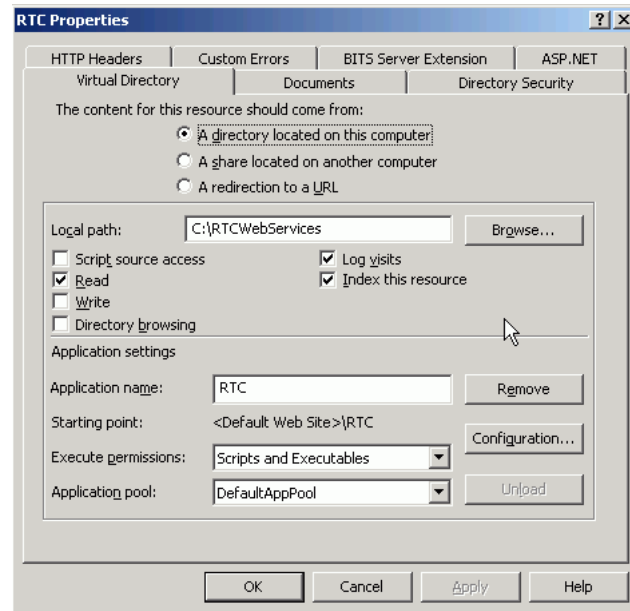 RTC Properties
HTTP Headers Custom Errors BITS Server Extension ASP.NET
Virtual Directory Documents Directory Security
The content for this resource should come from:
A directory located on this computer
A share located on another computer
A redirection to a URL
Local path: C:\RTCWebServices Browse...
Script source access Log visits
Read Index this resource
Write
Directory browsing
Application settings
Application name: RTC Remove
Starting point: <Default Web Site>\RTC
Configuration...
Execute permissions: Scripts and Executables
Application pool: DefaultAppPool Unload
OK Cancel Apply Help